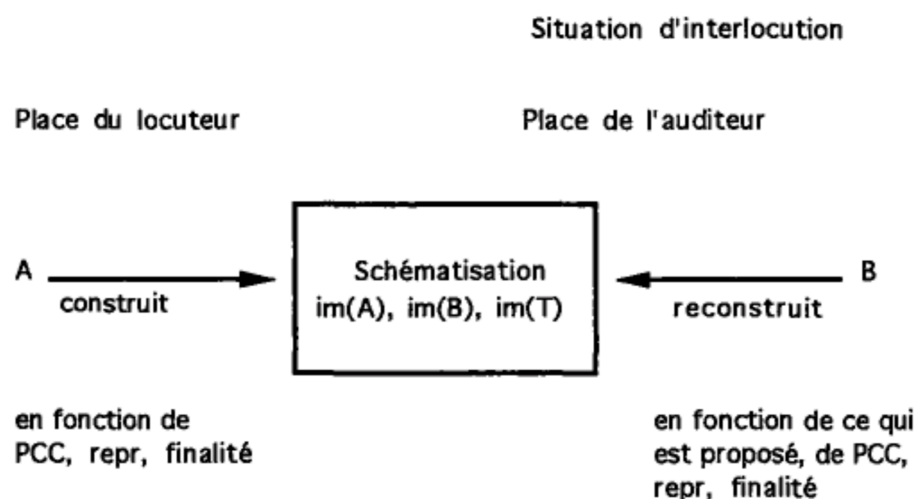 Situation d'interlocution
Place du locuteur
Place de l'auditeur
A
construit
Schématisation
im(A), im(B), im(T)
B
reconstruit
en fonction de
PCC, repr, finalité
en fonction de ce qui
est proposé, de PCC,
repr, finalité